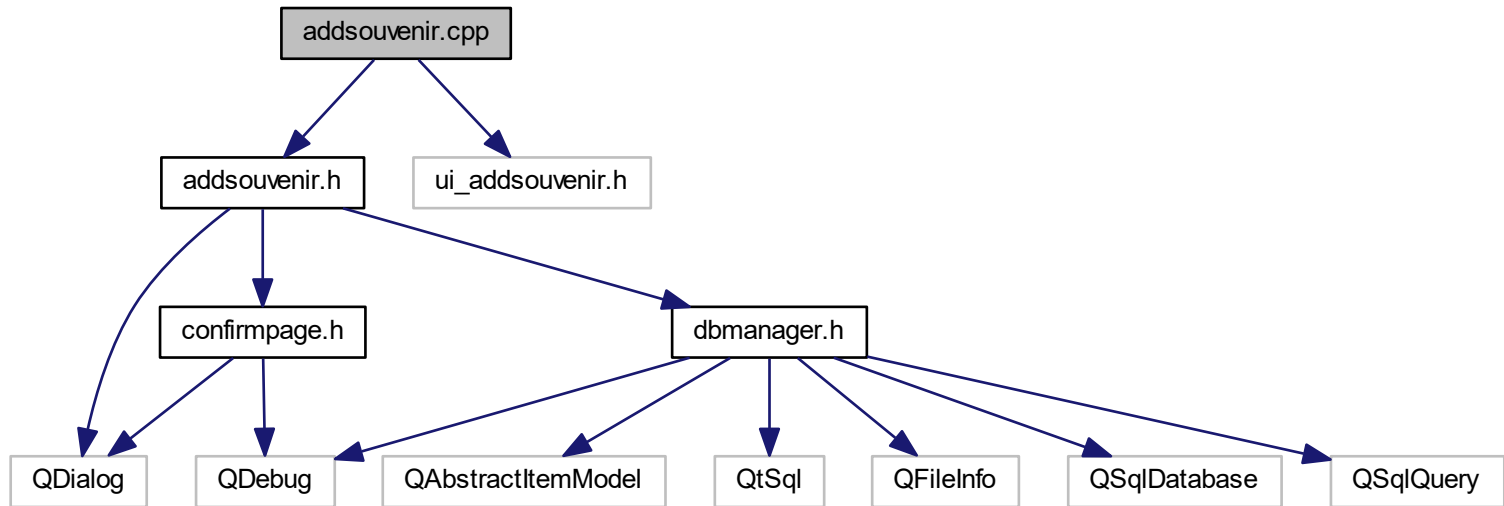 addsouvenir.cpp
addsouvenir.h
ui_addsouvenir.h
confirmpage.h
dbmanager.h
QDialog
QDebug
QAbstractItemModel
QtSql
QFileInfo
QSqlDatabase
QSqlQuery